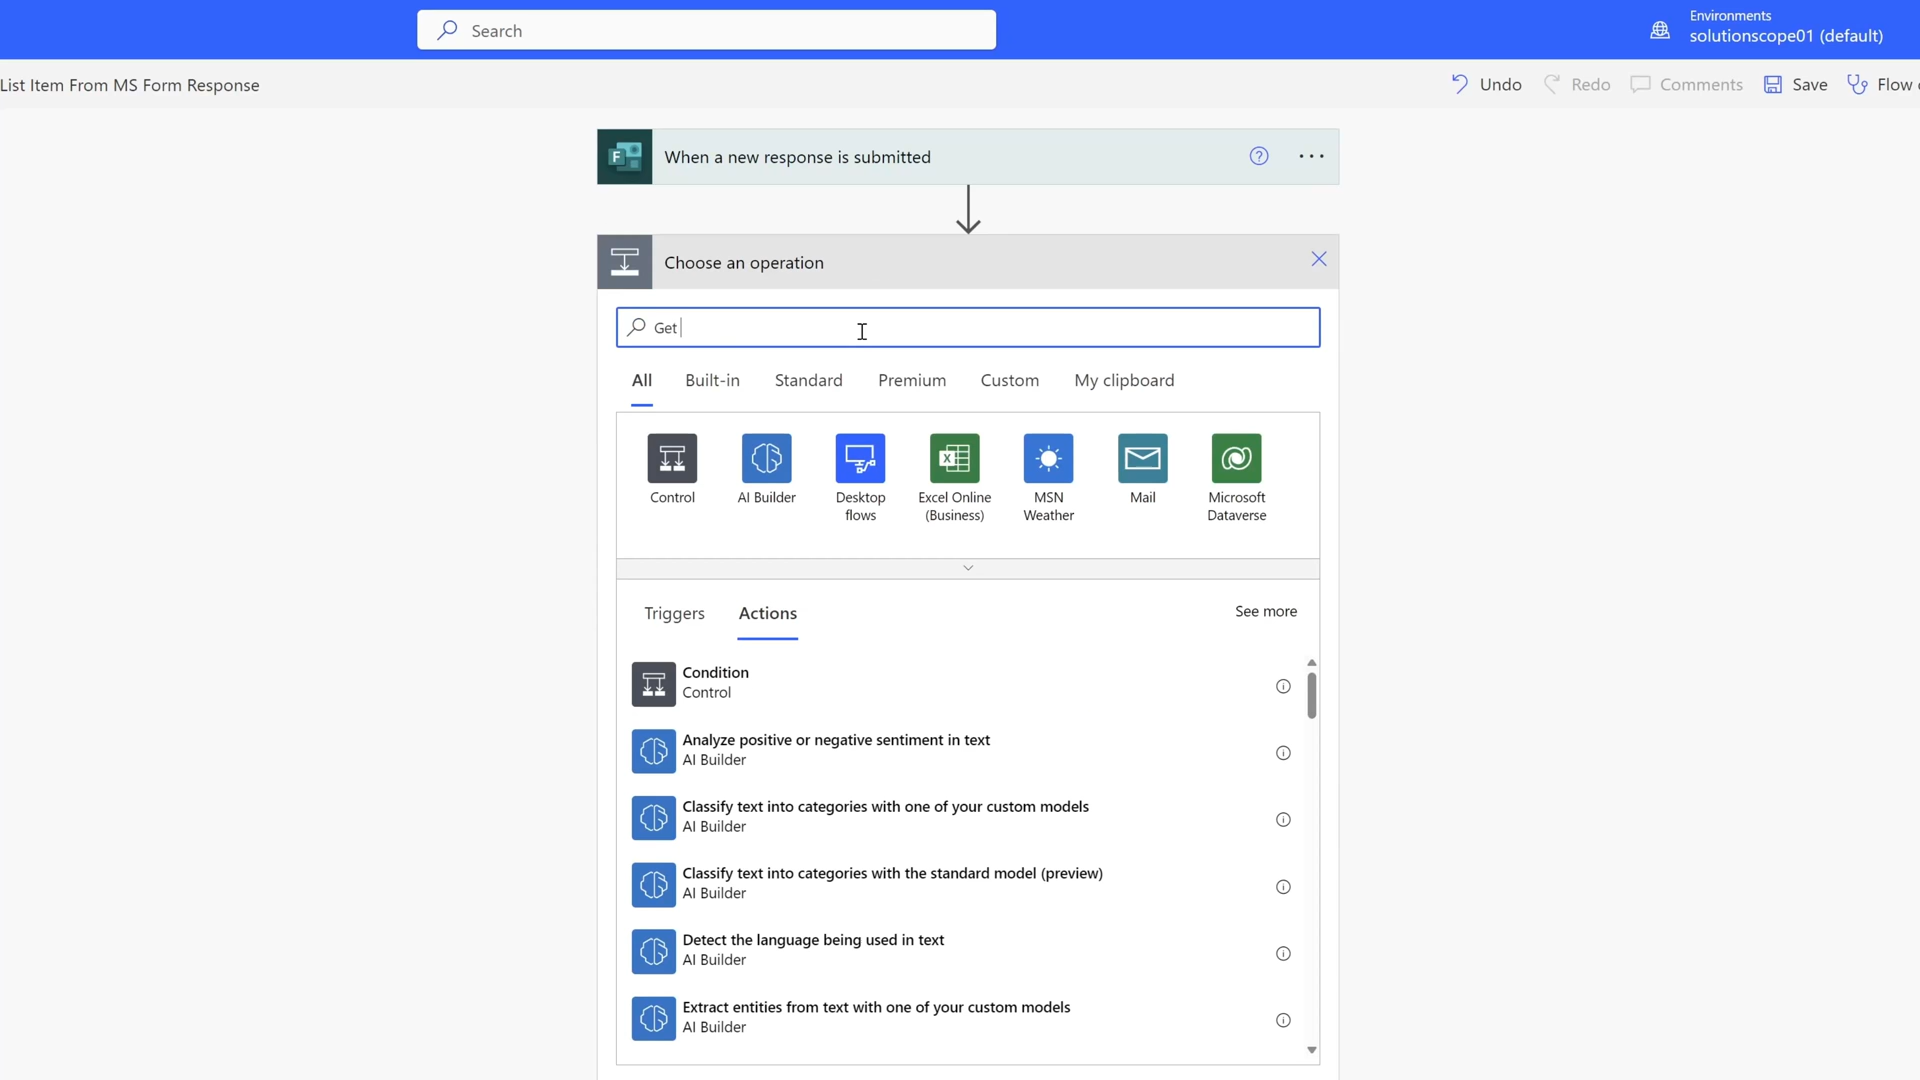 Search
Environments
solutionscope01 (default)
List Item From MS Form Response
Undo
Redo
Comments
Save
Flow
When a new response is submitted
Choose an operation
Get
All
Built-in
Standard
Premium
Custom
My clipboard
Control
AI Builder
Desktop
flows
Excel Online
(Business)
MSN
Weather
Mail
Microsoft
Dataverse
Triggers
Actions
See more
Condition
Control
Analyze positive or negative sentiment in text
AI Builder
Classify text into categories with one of your custom models
AI Builder
Classify text into categories with the standard model (preview)
AI Builder
Detect the language being used in text
AI Builder
Extract entities from text with one of your custom models
AI Builder